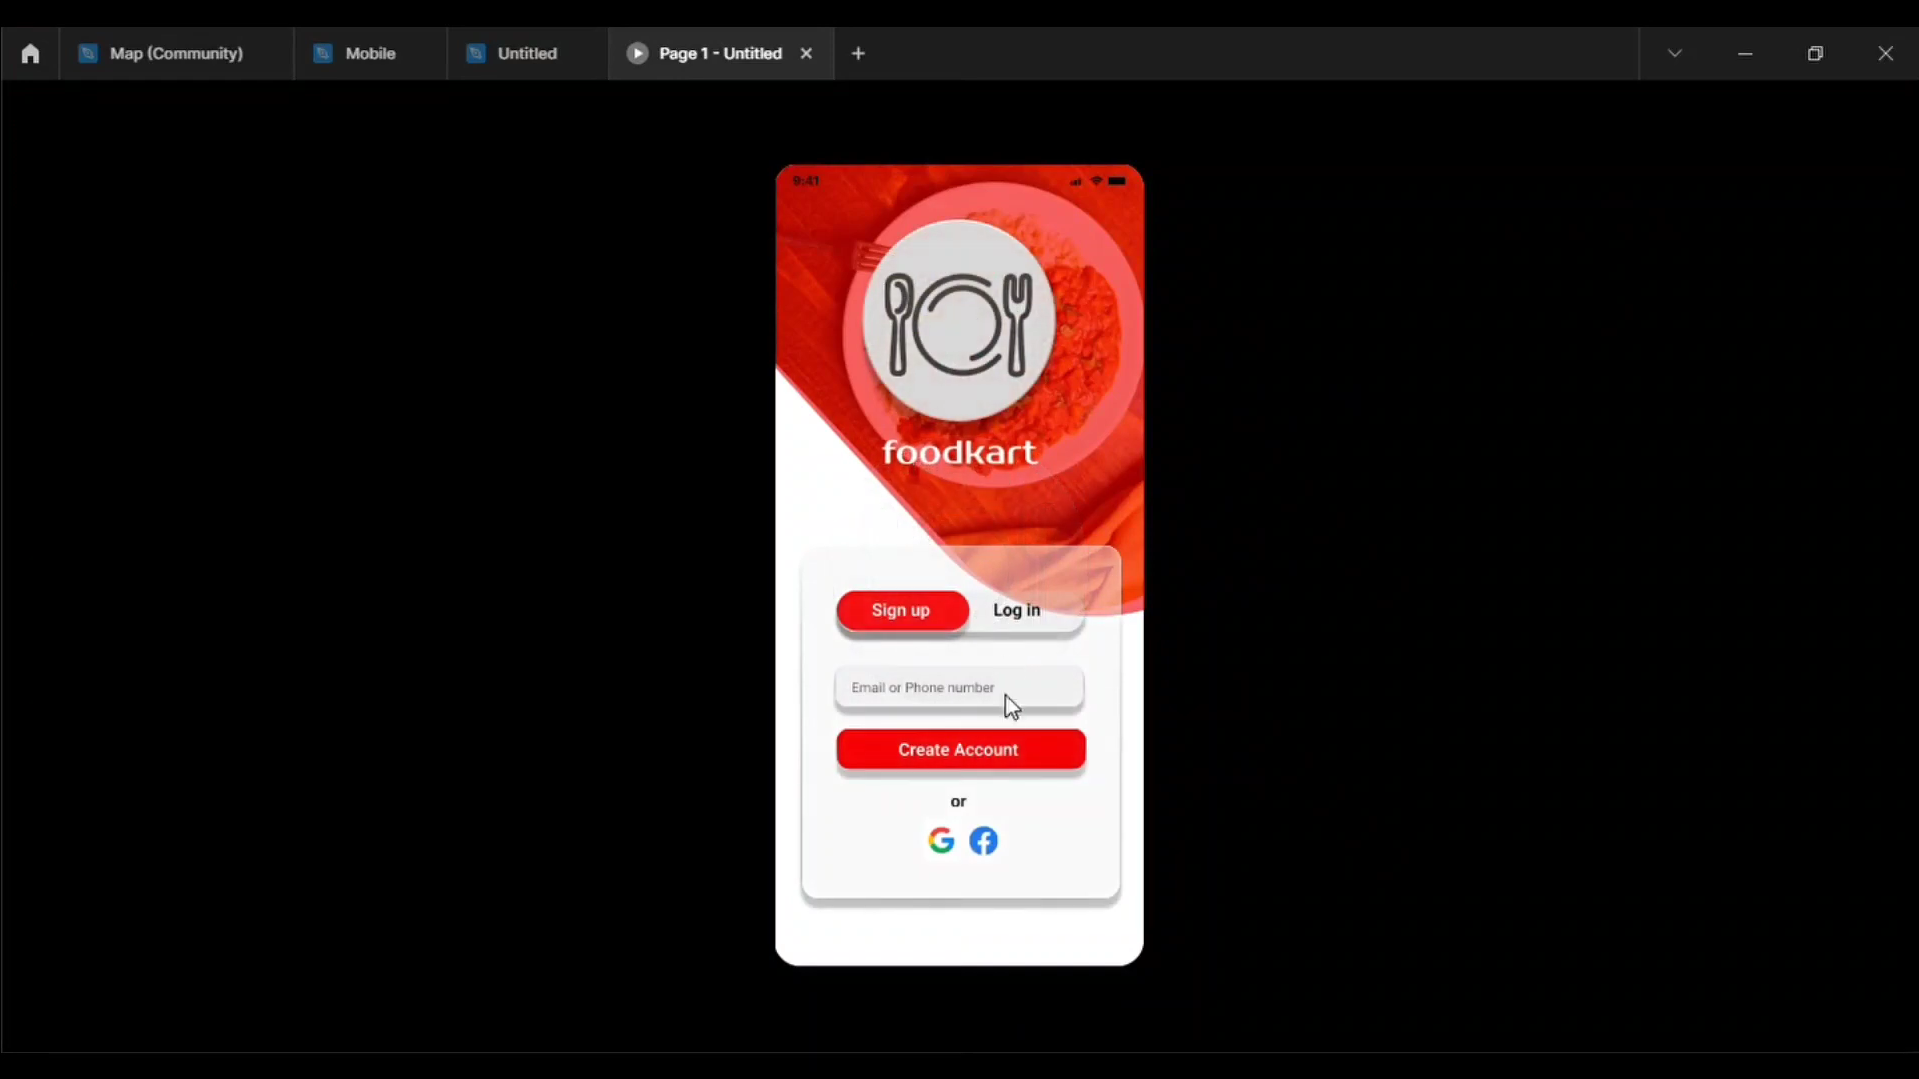 Map (Community) Mobile Untitled Page 1 - Untitled
9:41
foodkart
Sign up Log in
Email or Phone number
Create Account
or